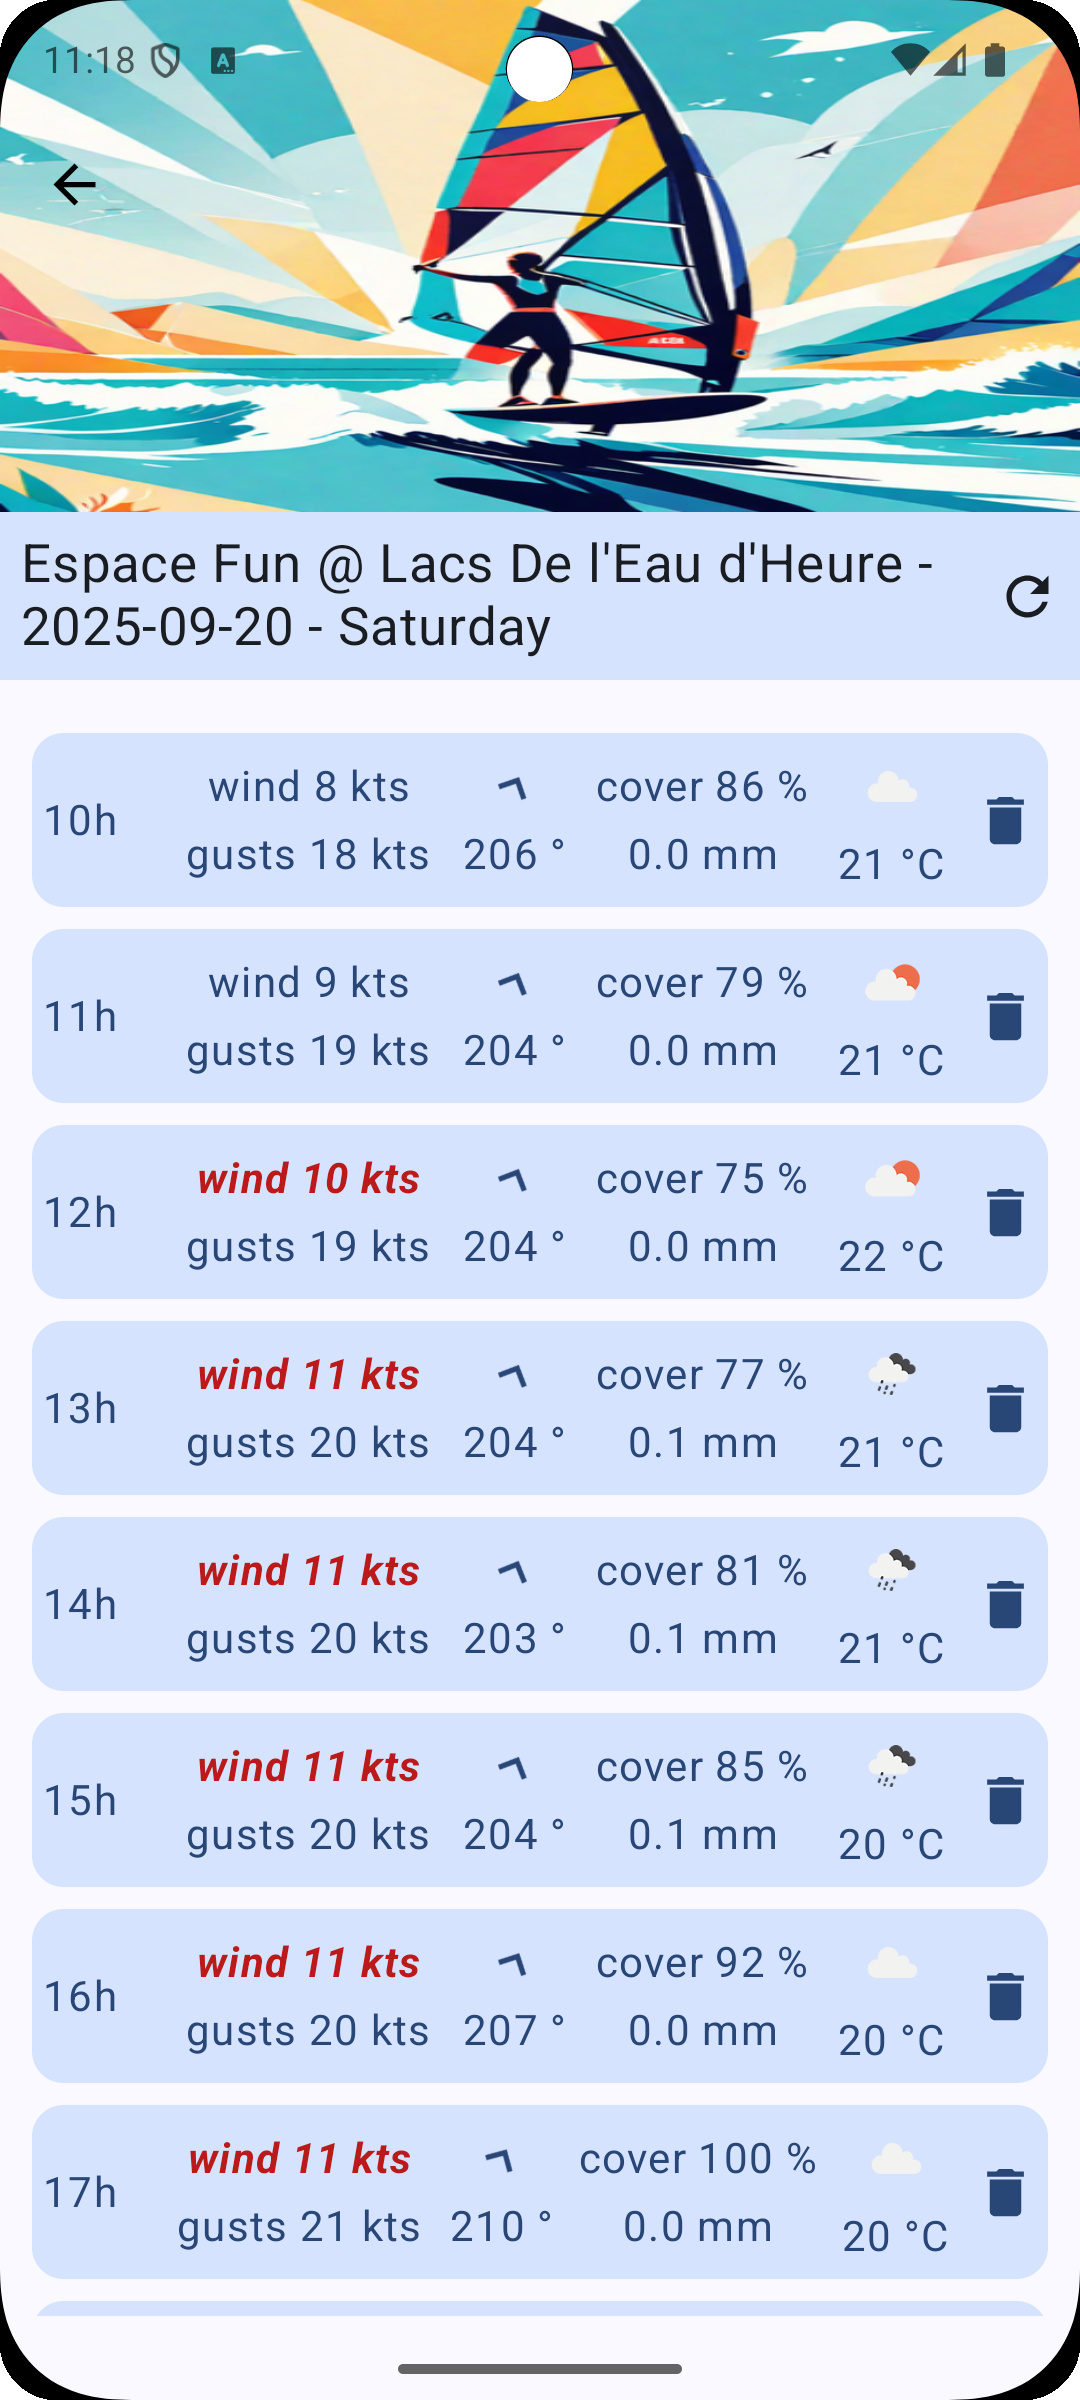 11:18
Espace Fun @ Lacs De l'Eau d'Heure -
2025-09-20 - Saturday
10h
wind 8 kts
gusts 18 kts
206 °
cover 86 %
0.0 mm
21 °C
11h
wind 9 kts
gusts 19 kts
204 °
cover 79 %
0.0 mm
21 °C
12h
wind 10 kts
gusts 19 kts
204 °
cover 75 %
0.0 mm
22 °C
13h
wind 11 kts
gusts 20 kts
204 °
cover 77 %
0.1 mm
21 °C
14h
wind 11 kts
gusts 20 kts
203 °
cover 81 %
0.1 mm
21 °C
15h
wind 11 kts
gusts 20 kts
204 °
cover 85 %
0.1 mm
20 °C
16h
wind 11 kts
gusts 20 kts
207 °
cover 92 %
0.0 mm
20 °C
17h
wind 11 kts
gusts 21 kts
210 °
cover 100 %
0.0 mm
20 °C